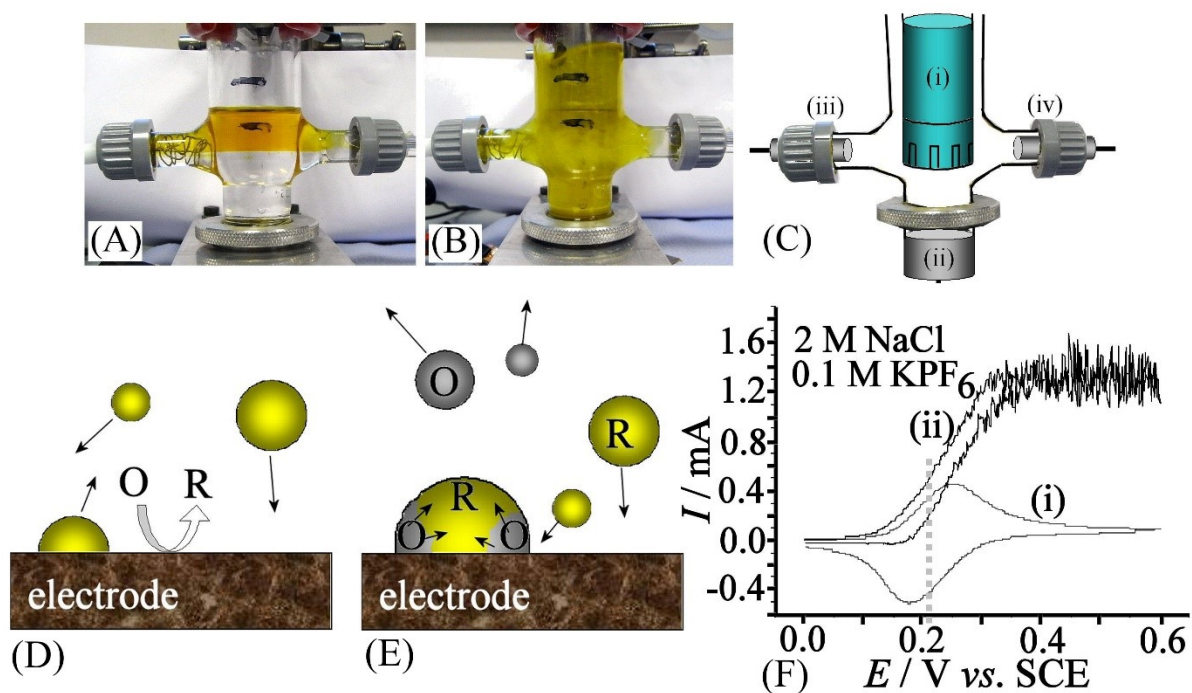 (A)
(B)
(C)
(i)
(ii)
(iii)
(iv)
(D)
O R
electrode
(E)
O
R
R
O O
electrode
(F)
2 M NaCl
0.1 M KPF6
(ii)
(i)
I / mA
1.6
1.2
0.8
0.4
0.0
-0.4
0.0 0.2 0.4 0.6
E / V vs. SCE